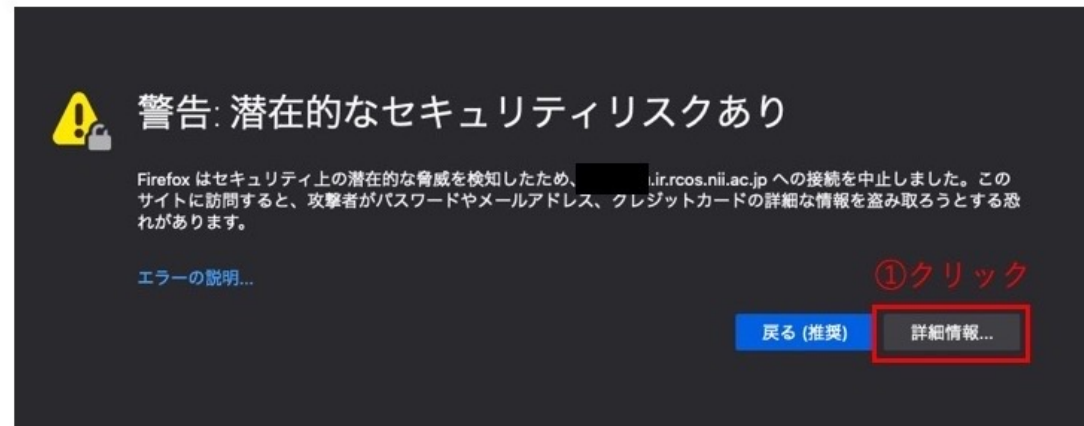 警告: 潜在的なセキュリティリスクあり
Firefox はセキュリティ上の潜在的な脅威を検知したため、.ir.rcos.nii.ac.jp への接続を中止しました。この
サイトに訪問すると、攻撃者がパスワードやメールアドレス、クレジットカードの詳細な情報を盗み取ろうとする恐
れがあります。
エラーの説明...
①クリック
戻る (推奨)
詳細情報...